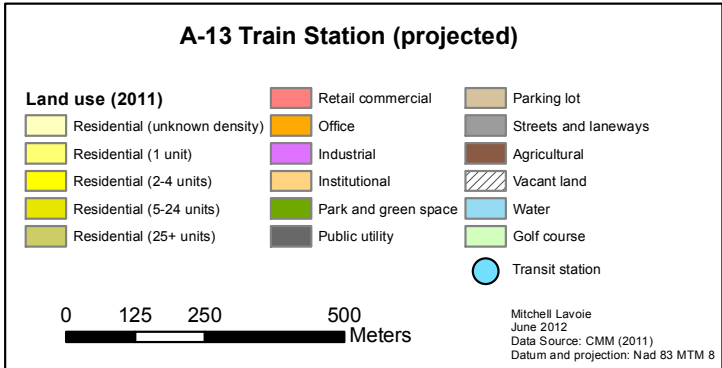 A-13 Train Station (projected)
Land use (2011)
Residential (unknown density)
Residential (1 unit)
Residential (2-4 units)
Residential (5-24 units)
Residential (25+ units)
Retail commercial
Office
Industrial
Institutional
Park and green space
Public utility
Parking lot
Streets and laneways
Agricultural
Vacant land
Water
Golf course
Transit station
0 125 250 500
Meters
Mitchell Lavoie
June 2012
Data Source: CMM (2011)
Datum and projection: Nad 83 MTM 8